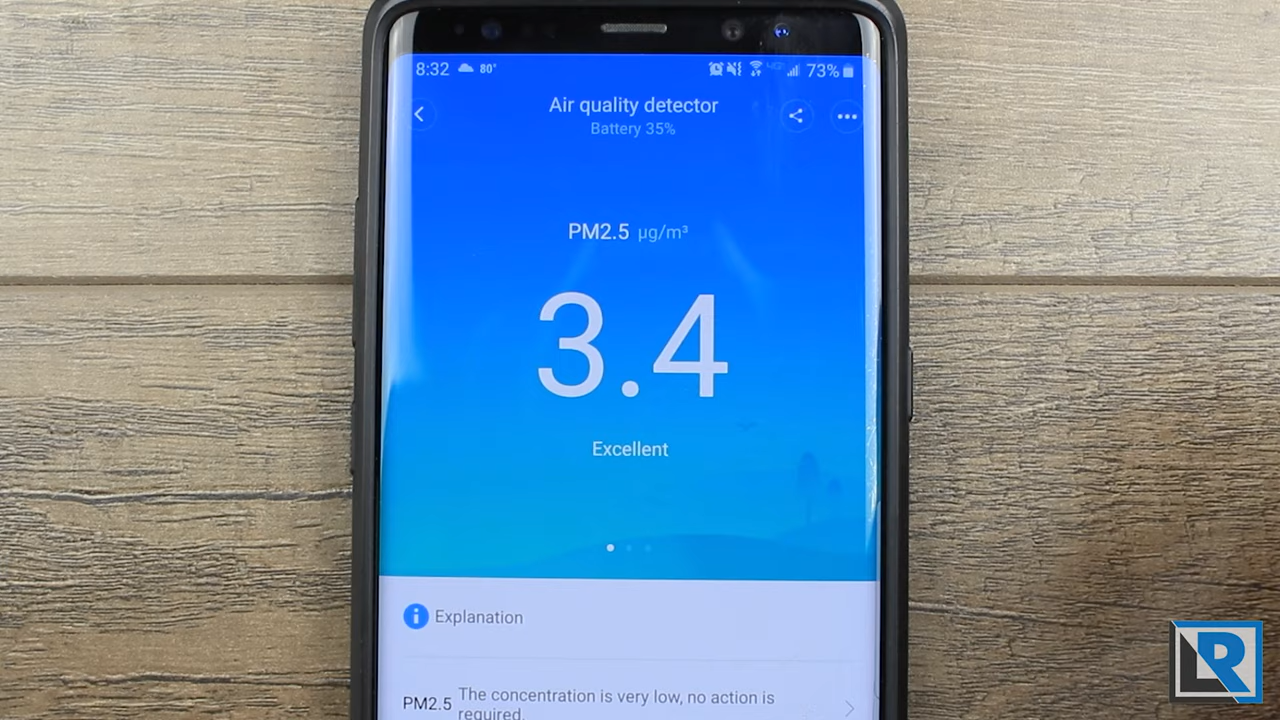 8:32 80° 73%
Air quality detector
Battery 35%
PM2.5 µg/m³
3.4
Excellent
Explanation
PM2.5 The concentration is very low, no action is
required.
LR